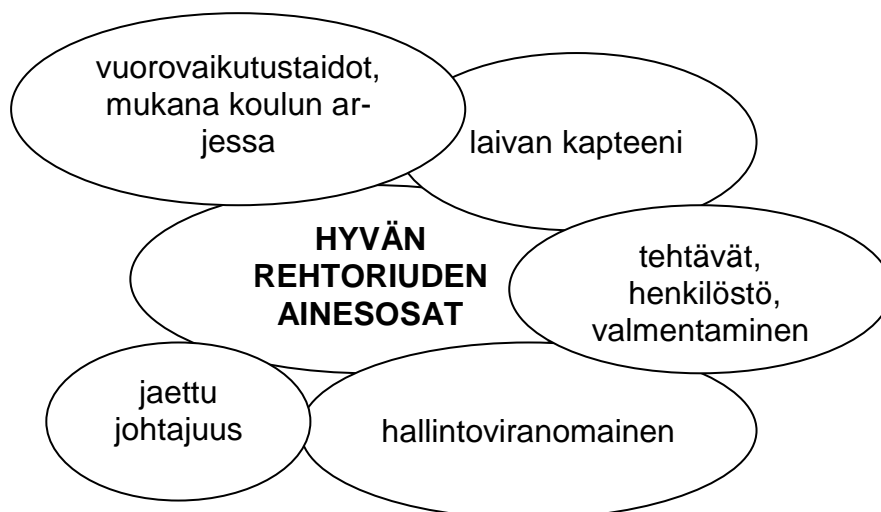 vuorovaikutustaidot,
mukana koulun ar-
jessa
laivan kapteeni
HYVÄN
REHTORIUDEN
AINESOSAT
tehtävät,
henkilöstö,
valmentaminen
jaettu
johtajuus
hallintoviranomainen